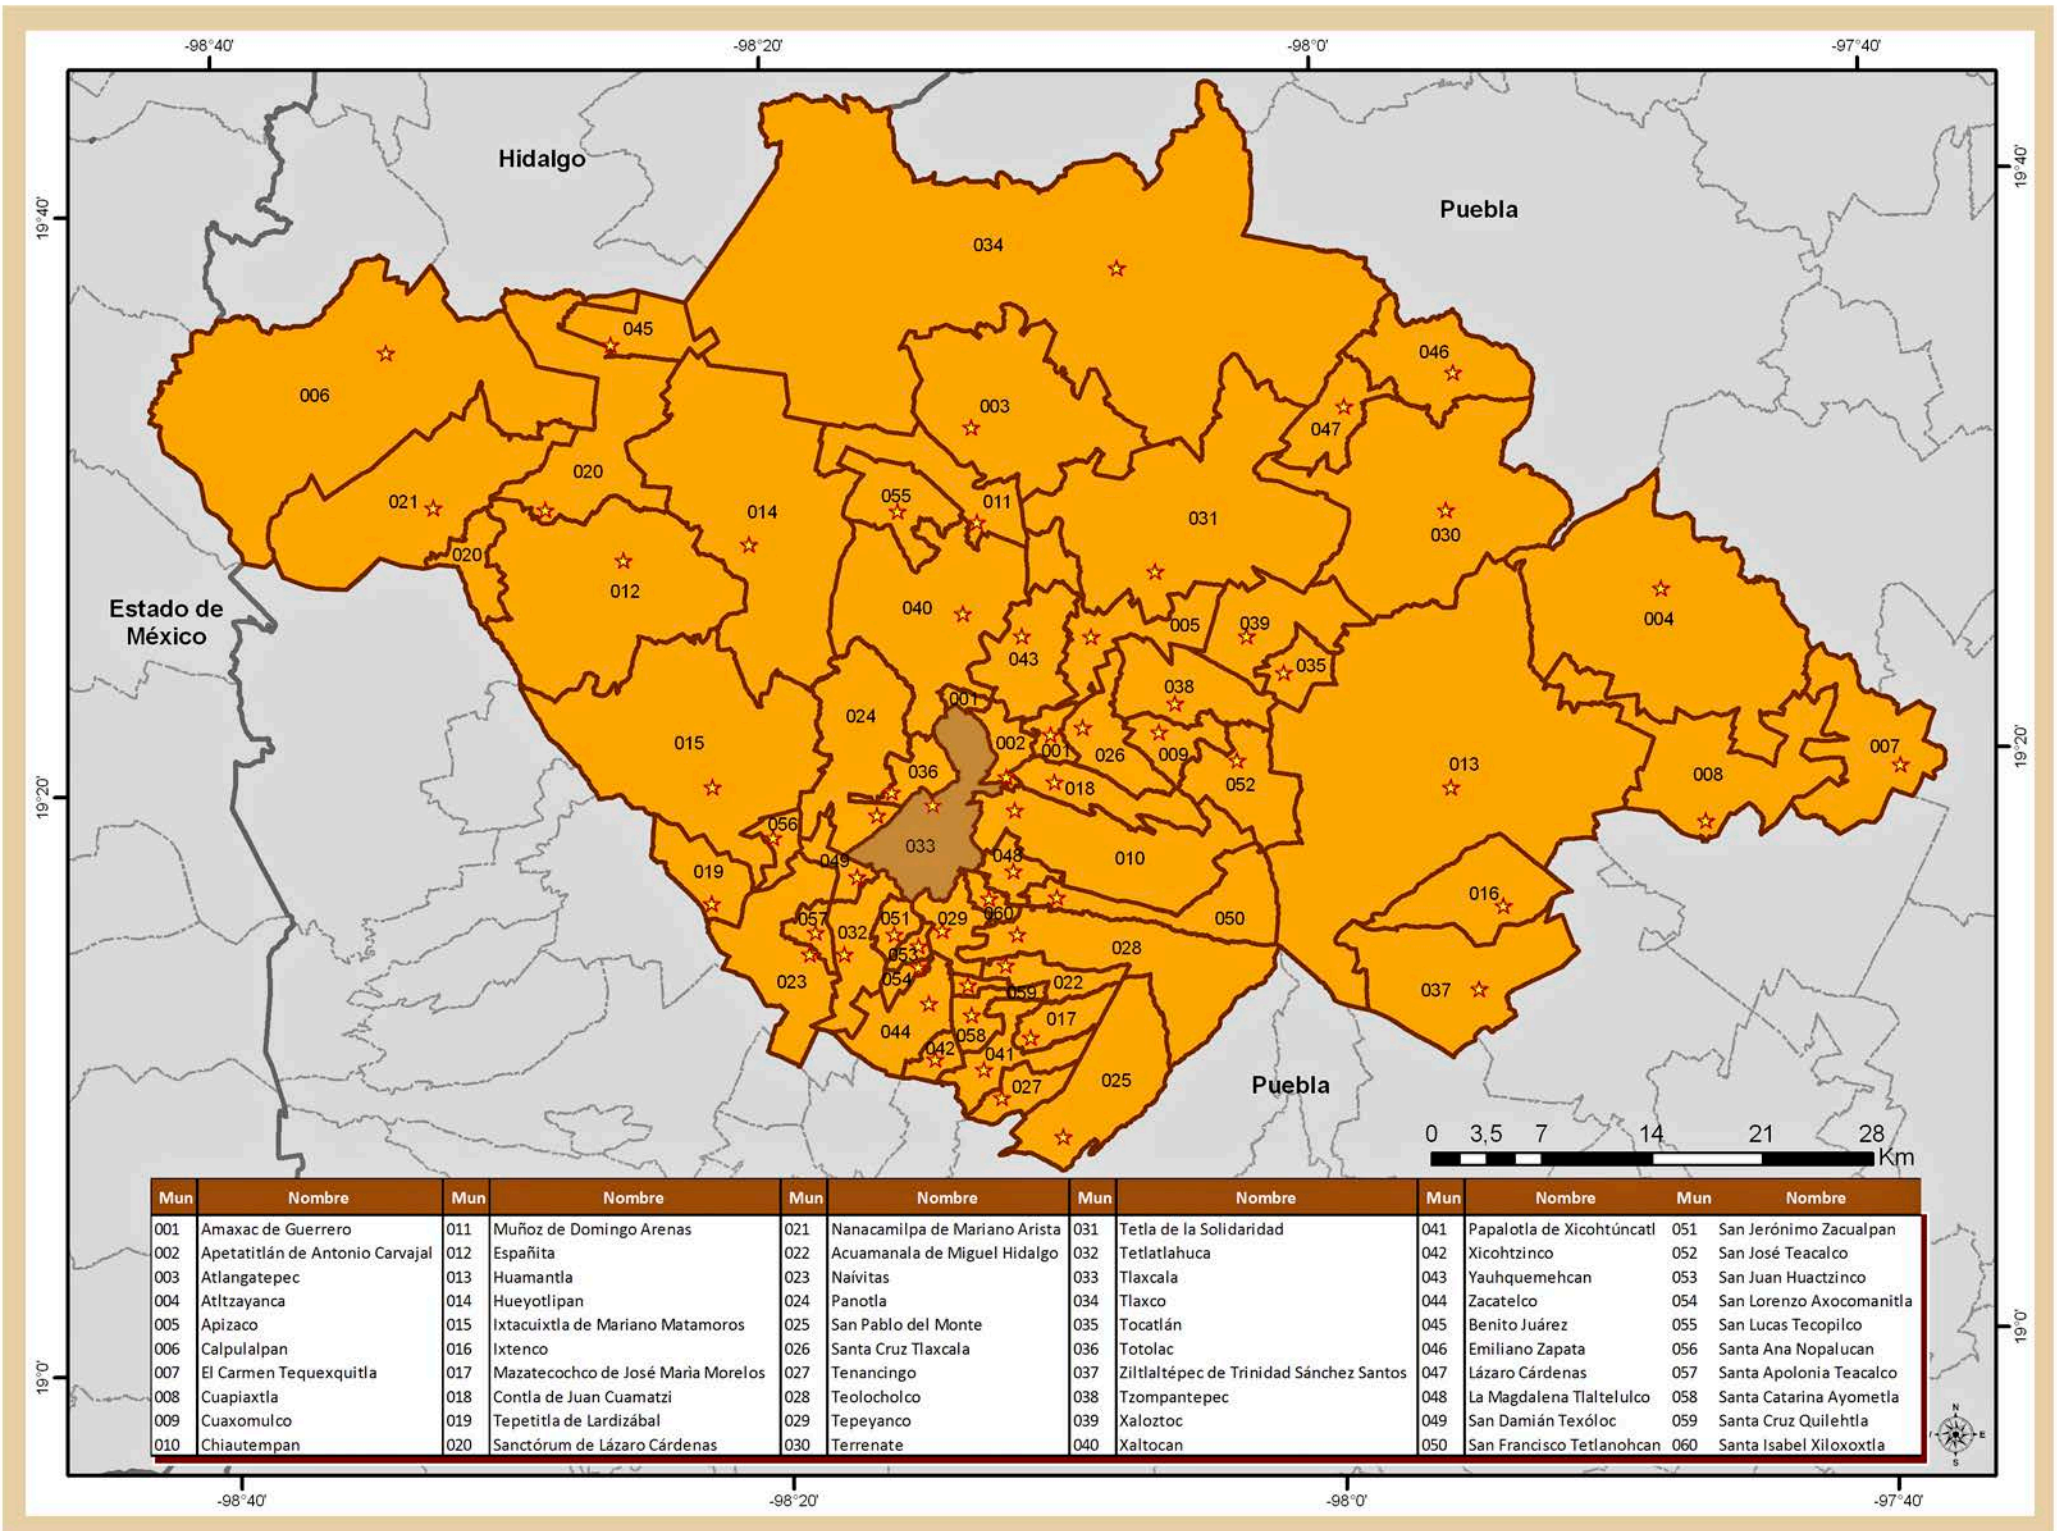 -98°40' -98°20' -98°0' -97°40'
Hidalgo
19°40'
Puebla
19°40'
034
045
046
006
003
047
020
021
055
011
014
031
030
020
012
040
005
039
004
043
035
038
001
024
015
002
001
026
009
007
19°20'
036
013
008
018
052
19°20'
056
033
049
048
010
019
016
057
051
029
060
050
032
028
053
054
023
022
059
037
017
044
058
042
041
027
025
Estado de
México
Puebla
0 3,5 7 14 21 28
Km
Mun Nombre Mun Nombre Mun Nombre Mun Nombre Mun Nombre Mun Nombre
001 Amaxac de Guerrero 011 Muñoz de Domingo Arenas 021 Nanacamilpa de Mariano Arista 031 Tetla de la Solidaridad 041 Papalotla de Xicohtúncatl 051 San Jerónimo Zacualpan
002 Apetatitlán de Antonio Carvajal 012 Españita 022 Acuamanala de Miguel Hidalgo 032 Tetlatlahuca 042 Xicohtzinco 052 San José Teacalco
003 Atlangatepec 013 Huamantla 023 Naívitas 033 Tlaxcala 043 Yauhquemehcan 053 San Juan Huactzinco
004 Atltzayanca 014 Hueyotlipan 024 Panotla 034 Tlaxco 044 Zacatelco 054 San Lorenzo Axocomanitla
005 Apizaco 015 Ixtacuixtla de Mariano Matamoros 025 San Pablo del Monte 035 Tocatlán 045 Benito Juárez 055 San Lucas Tecopilco
006 Calpulalpan 016 Ixtenco 026 Santa Cruz Tlaxcala 036 Totolac 046 Emiliano Zapata 056 Santa Ana Nopalucan
007 El Carmen Tequexquitla 017 Mazatecochco de José Marìa Morelos 027 Tenancingo 037 Ziltlaltépec de Trinidad Sánchez Santos 047 Lázaro Cárdenas 057 Santa Apolonia Teacalco
008 Cuapiaxtla 018 Contla de Juan Cuamatzi 028 Teolocholco 038 Tzompantepec 048 La Magdalena Tlaltelulco 058 Santa Catarina Ayometla
009 Cuaxomulco 019 Tepetitla de Lardizábal 029 Tepeyanco 039 Xaloztoc 049 San Damián Texóloc 059 Santa Cruz Quilehtla
010 Chiautempan 020 Sanctórum de Lázaro Cárdenas 030 Terrenate 040 Xaltocan 050 San Francisco Tetlanohcan 060 Santa Isabel Xiloxoxtla
19°0'
19°0'
N
E
S
-98°40' -98°20' -98°0' -97°40'